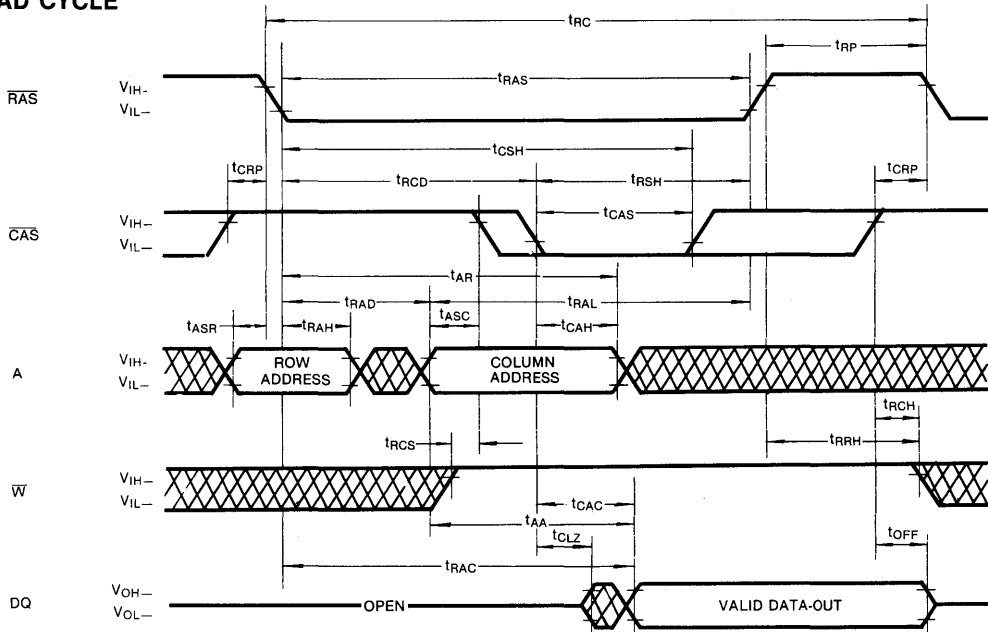 AD CYCLE
tRC
tRP
RAS
VIH-
VIL-
tRAS
tCSH
tCRP
tRCD
tRSH
tCRP
CAS
VIH-
VIL-
tCAS
tAR
tRAD
tRAL
tASR
tRAH
tASC
tCAH
A
VIH-
VIL-
ROW
ADDRESS
COLUMN
ADDRESS
tRCS
tRCH
tRRH
W
VIH-
VIL-
tCAC
tAA
tCLZ
tOFF
tRAC
DQ
VOH-
VOL-
OPEN
VALID DATA-OUT